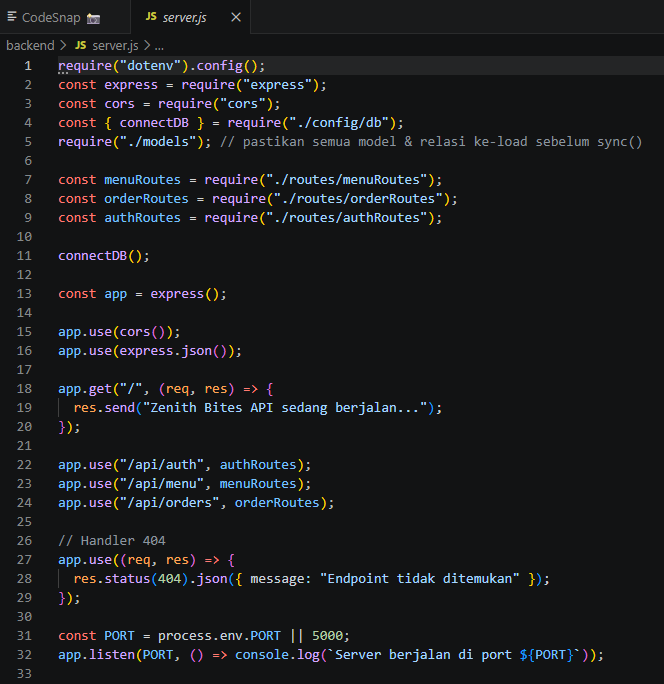 CodeSnap 📷
JS server.js ×
backend > JS server.js > ...
1 require("dotenv").config();
2 const express = require("express");
3 const cors = require("cors");
4 const { connectDB } = require("./config/db");
5 require("./models"); // pastikan semua model & relasi ke-load sebelum sync()
6
7 const menuRoutes = require("./routes/menuRoutes");
8 const orderRoutes = require("./routes/orderRoutes");
9 const authRoutes = require("./routes/authRoutes");
10
11 connectDB();
12
13 const app = express();
14
15 app.use(cors());
16 app.use(express.json());
17
18 app.get("/", (req, res) => {
19   res.send("Zenith Bites API sedang berjalan...");
20 });
21
22 app.use("/api/auth", authRoutes);
23 app.use("/api/menu", menuRoutes);
24 app.use("/api/orders", orderRoutes);
25
26 // Handler 404
27 app.use((req, res) => {
28   res.status(404).json({ message: "Endpoint tidak ditemukan" });
29 });
30
31 const PORT = process.env.PORT || 5000;
32 app.listen(PORT, () => console.log(`Server berjalan di port ${PORT}`));
33